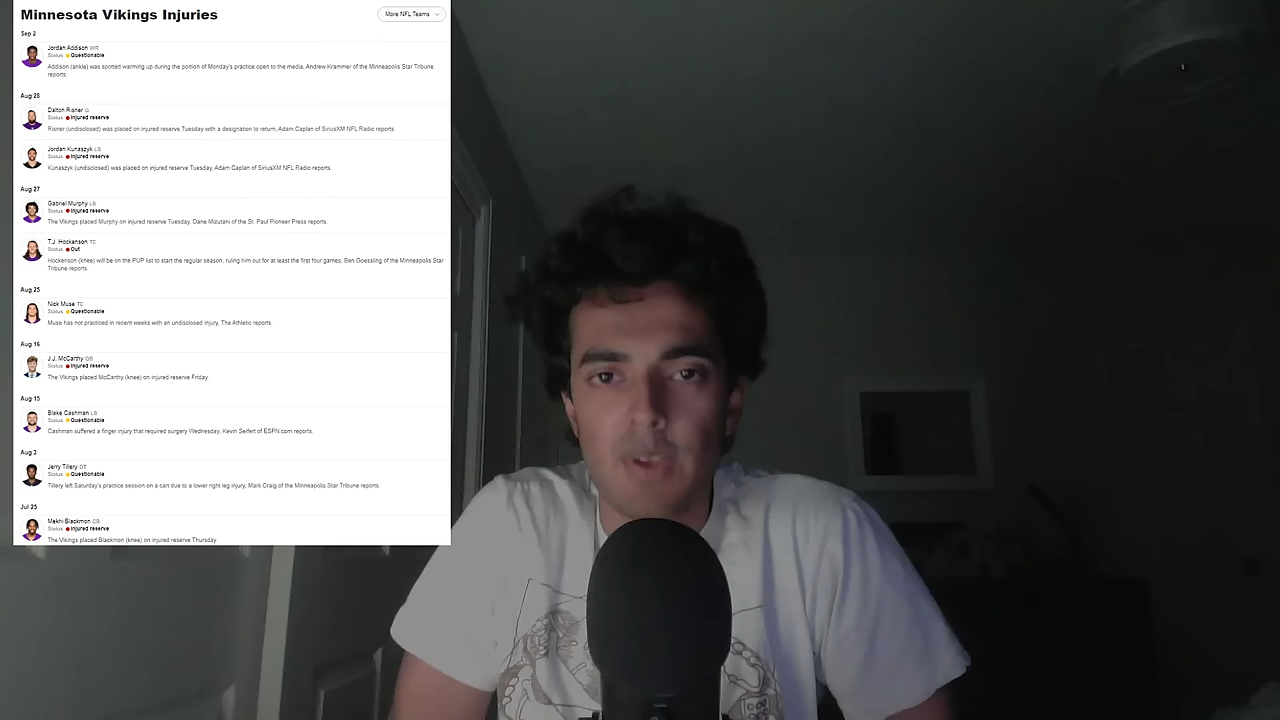 Minnesota Vikings Injuries
More NFL Teams
Sep 2
Jordan Addison WR
Status Questionable
Addison (ankle) was spotted warming up during the portion of Monday's practice open to the media, Andrew Krammer of the Minneapolis Star Tribune
reports.
Aug 28
Dalton Risner G
Status Injured reserve
Risner (undisclosed) was placed on injured reserve Tuesday with a designation to return, Adam Caplan of SiriusXM NFL Radio reports.
Jordan Kunaszyk LB
Status Injured reserve
Kunaszyk (undisclosed) was placed on injured reserve Tuesday, Adam Caplan of SiriusXM NFL Radio reports.
Aug 27
Gabriel Murphy LB
Status Injured reserve
The Vikings placed Murphy on injured reserve Tuesday, Dane Mizutani of the St. Paul Pioneer Press reports.
T.J. Hockenson TE
Status Out
Hockenson (knee) will be on the PUP list to start the regular season, ruling him out for at least the first four games, Ben Goessling of the Minneapolis Star
Tribune reports.
Aug 25
Nick Muse TE
Status Questionable
Muse has not practiced in recent weeks with an undisclosed injury, The Athletic reports.
Aug 16
J.J. McCarthy QB
Status Injured reserve
The Vikings placed McCarthy (knee) on injured reserve Friday.
Aug 15
Blake Cashman LB
Status Questionable
Cashman suffered a finger injury that required surgery Wednesday, Kevin Seifert of ESPN.com reports.
Aug 3
Jerry Tillery DT
Status Questionable
Tillery left Saturday's practice session on a cart due to a lower right leg injury, Mark Craig of the Minneapolis Star Tribune reports.
Jul 25
Mekhi Blackmon CB
Status Injured reserve
The Vikings placed Blackmon (knee) on injured reserve Thursday.